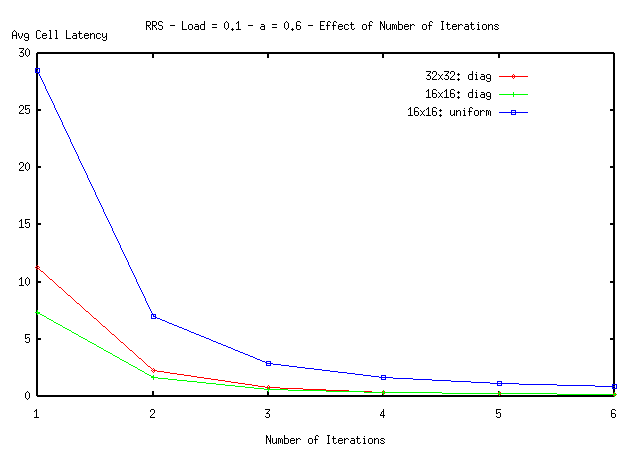 RRS - Load = 0.1 - a = 0.6 - Effect of Number of Iterations
Avg Cell Latency
32x32: diag
16x16: diag
16x16: uniform
30
25
20
15
10
5
0
1 2 3 4 5 6
Number of Iterations